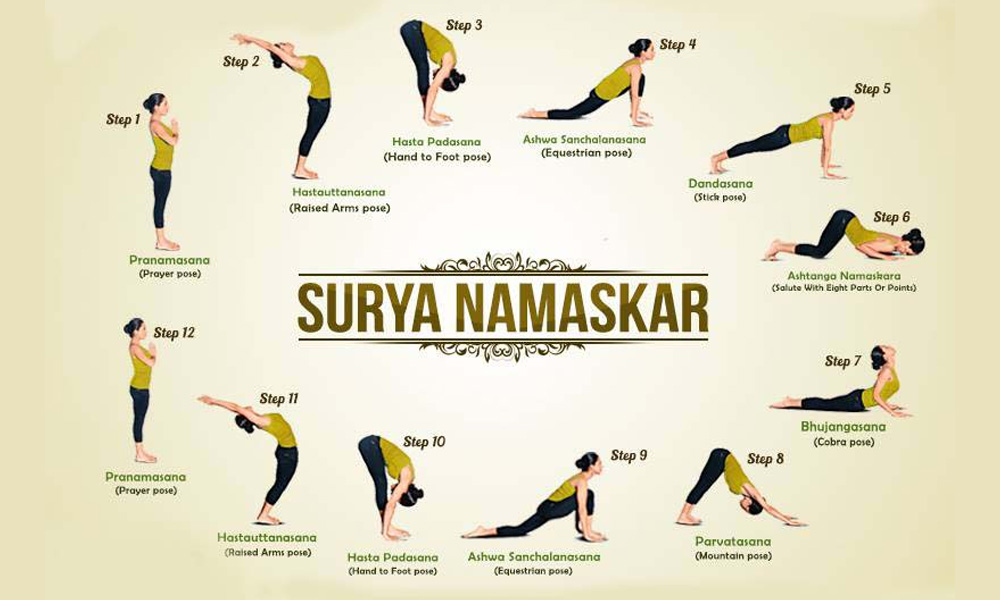 Step 1
Pranamasana
(Prayer pose)
Step 2
Hastauttanasana
(Raised Arms pose)
Step 3
Hasta Padasana
(Hand to Foot pose)
Step 4
Ashwa Sanchalanasana
(Equestrian pose)
Step 5
Dandasana
(Stick pose)
Step 6
Ashtanga Namaskara
(Salute With Eight Parts Or Points)
SURYA NAMASKAR
Step 7
Bhujangasana
(Cobra pose)
Step 8
Parvatasana
(Mountain pose)
Step 9
Ashwa Sanchalanasana
(Equestrian pose)
Step 10
Hasta Padasana
(Hand to Foot pose)
Step 11
Hastauttanasana
(Raised Arms pose)
Step 12
Pranamasana
(Prayer pose)